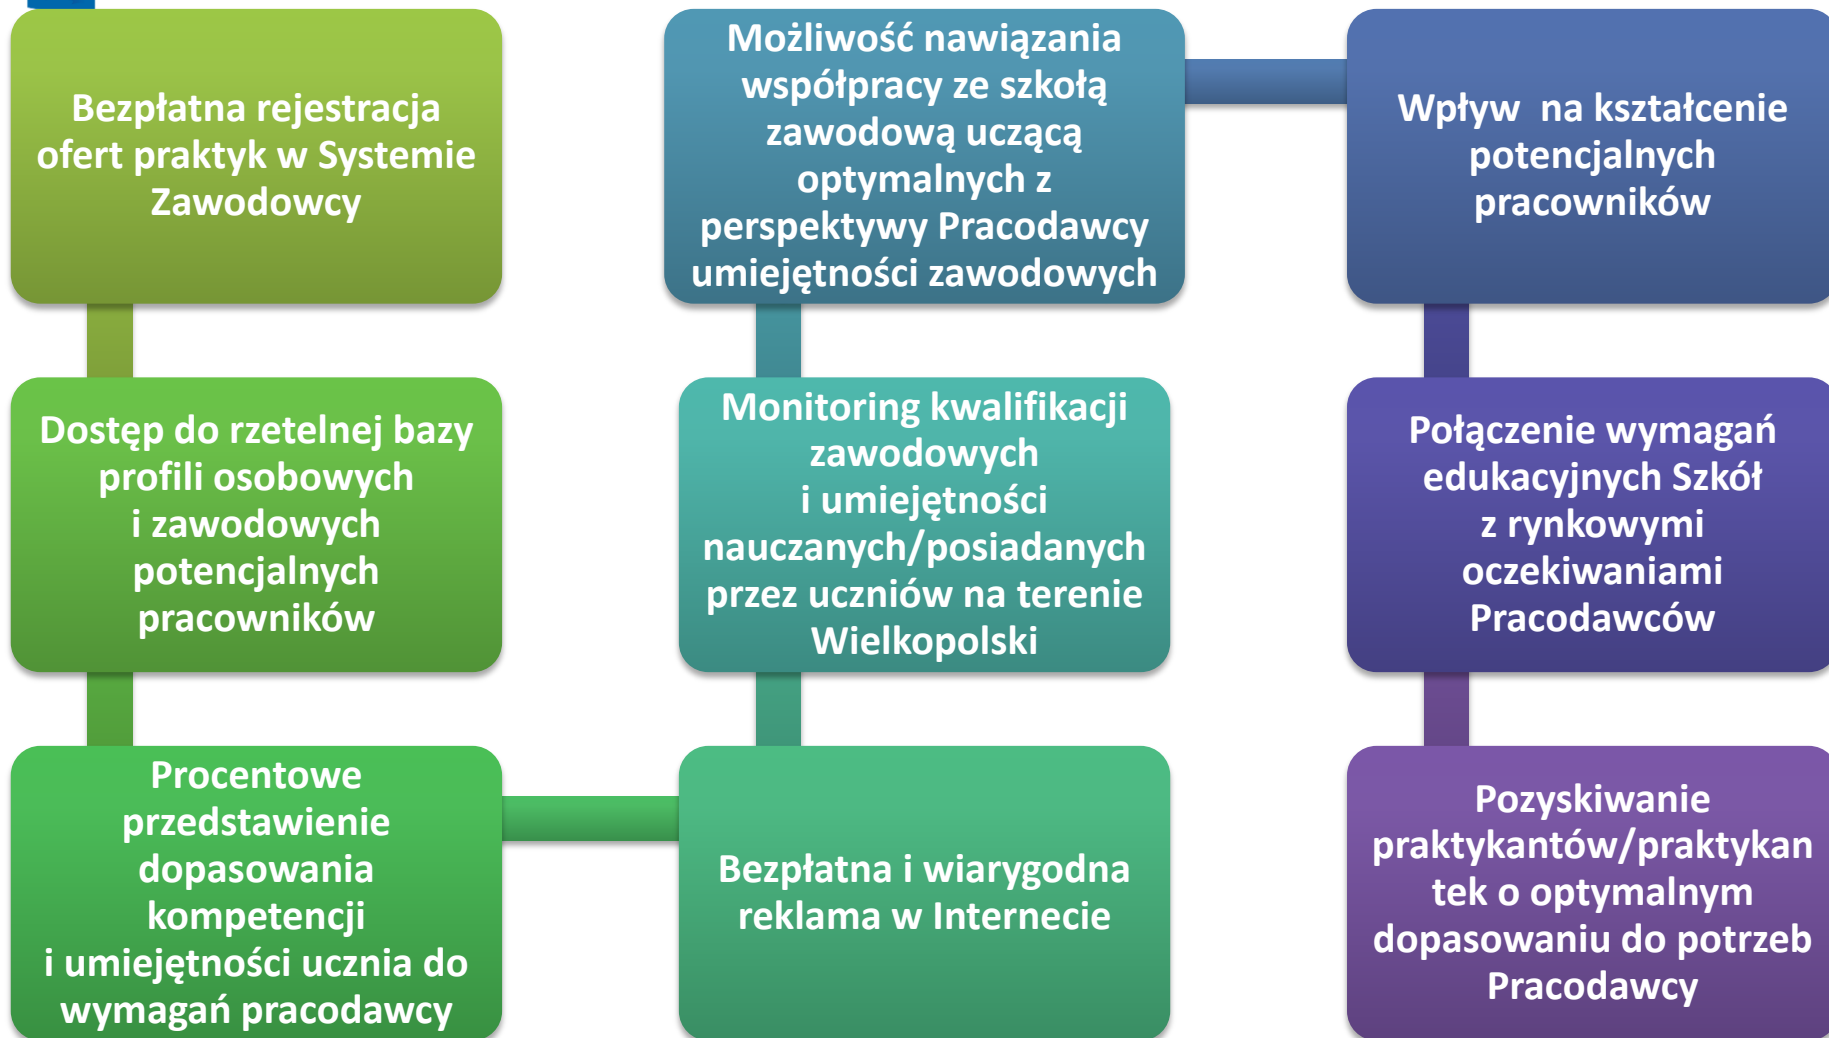 Bezpłatna rejestracja
ofert praktyk w Systemie
Zawodowcy
Dostęp do rzetelnej bazy
profili osobowych
i zawodowych
potencjalnych
pracowników
Procentowe
przedstawienie
dopasowania
kompetencji
i umiejętności ucznia do
wymagań pracodawcy
Bezpłatna i wiarygodna
reklama w Internecie
Monitoring kwalifikacji
zawodowych
i umiejętności
nauczanych/posiadanych
przez uczniów na terenie
Wielkopolski
Możliwość nawiązania
współpracy ze szkołą
zawodową uczącą
optymalnych z
perspektywy Pracodawcy
umiejętności zawodowych
Wpływ  na kształcenie
potencjalnych
pracowników
Połączenie wymagań
edukacyjnych Szkół
z rynkowymi
oczekiwaniami
Pracodawców
Pozyskiwanie
praktykantów/praktykan
tek o optymalnym
dopasowaniu do potrzeb
Pracodawcy